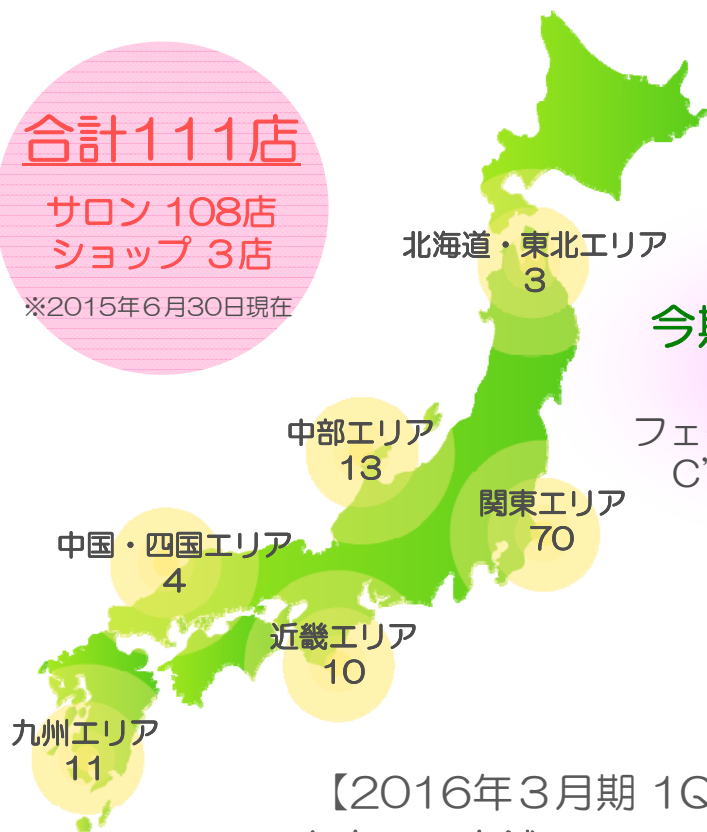 合計111店
サロン 108店
ショップ 3店
※2015年6月30日現在
北海道・東北エリア
3
今
フェ
C'
中部エリア
13
関東エリア
70
中国・四国エリア
4
近畿エリア
10
九州エリア
11
【2016年3月期 1Q